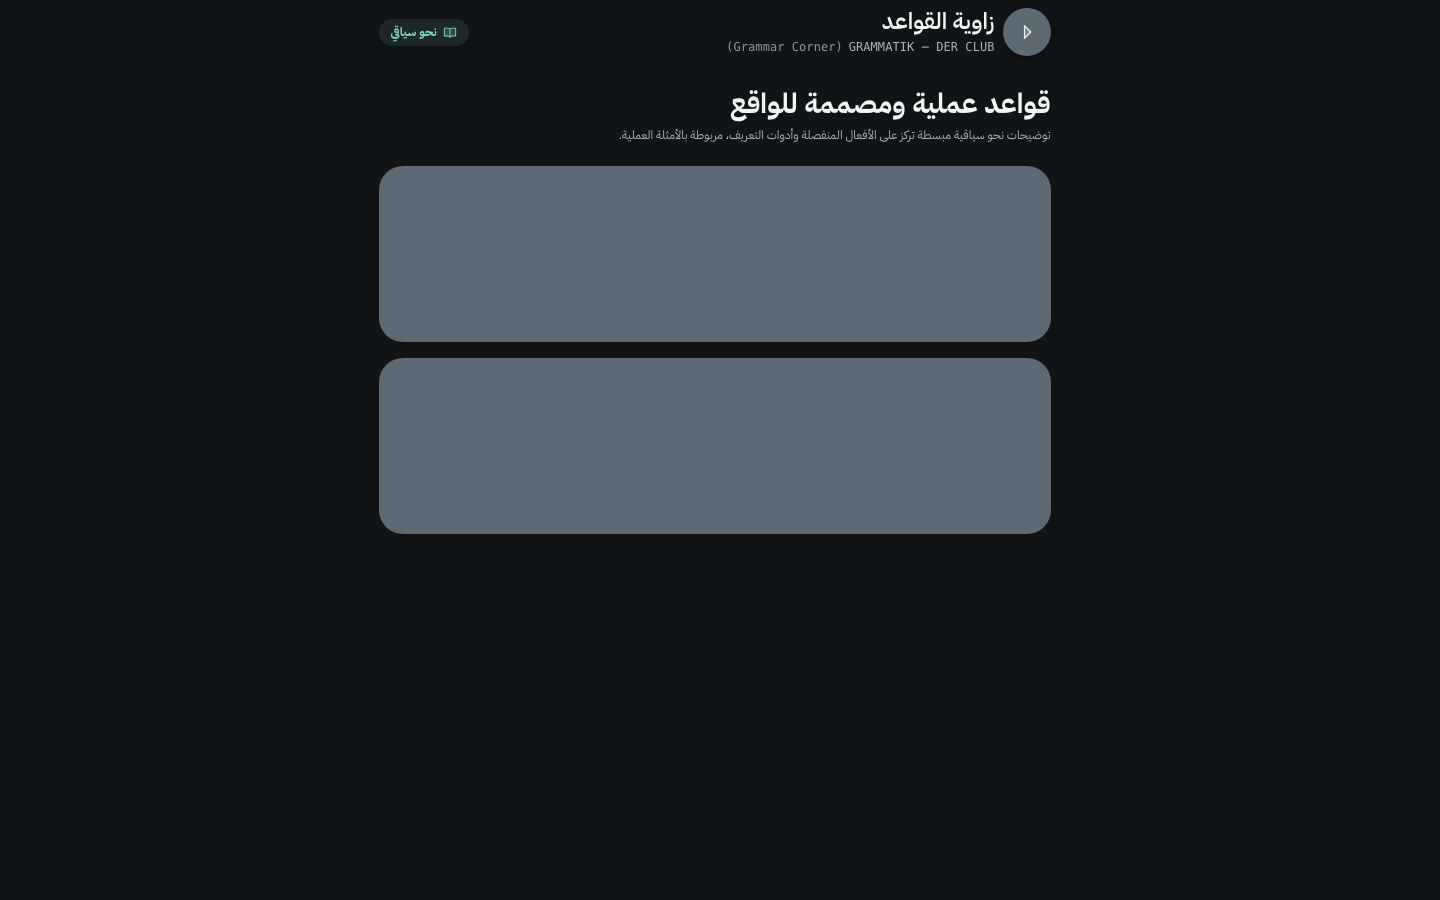 زاوية القواعد
GRAMMATIK — DER CLUB (Grammar Corner)
نحو سياقي
قواعد عملية ومصممة للواقع
توضيحات نحو سياقية مبسطة تركز على الأفعال المنفصلة وأدوات التعريف، مربوطة بالأمثلة العملية.